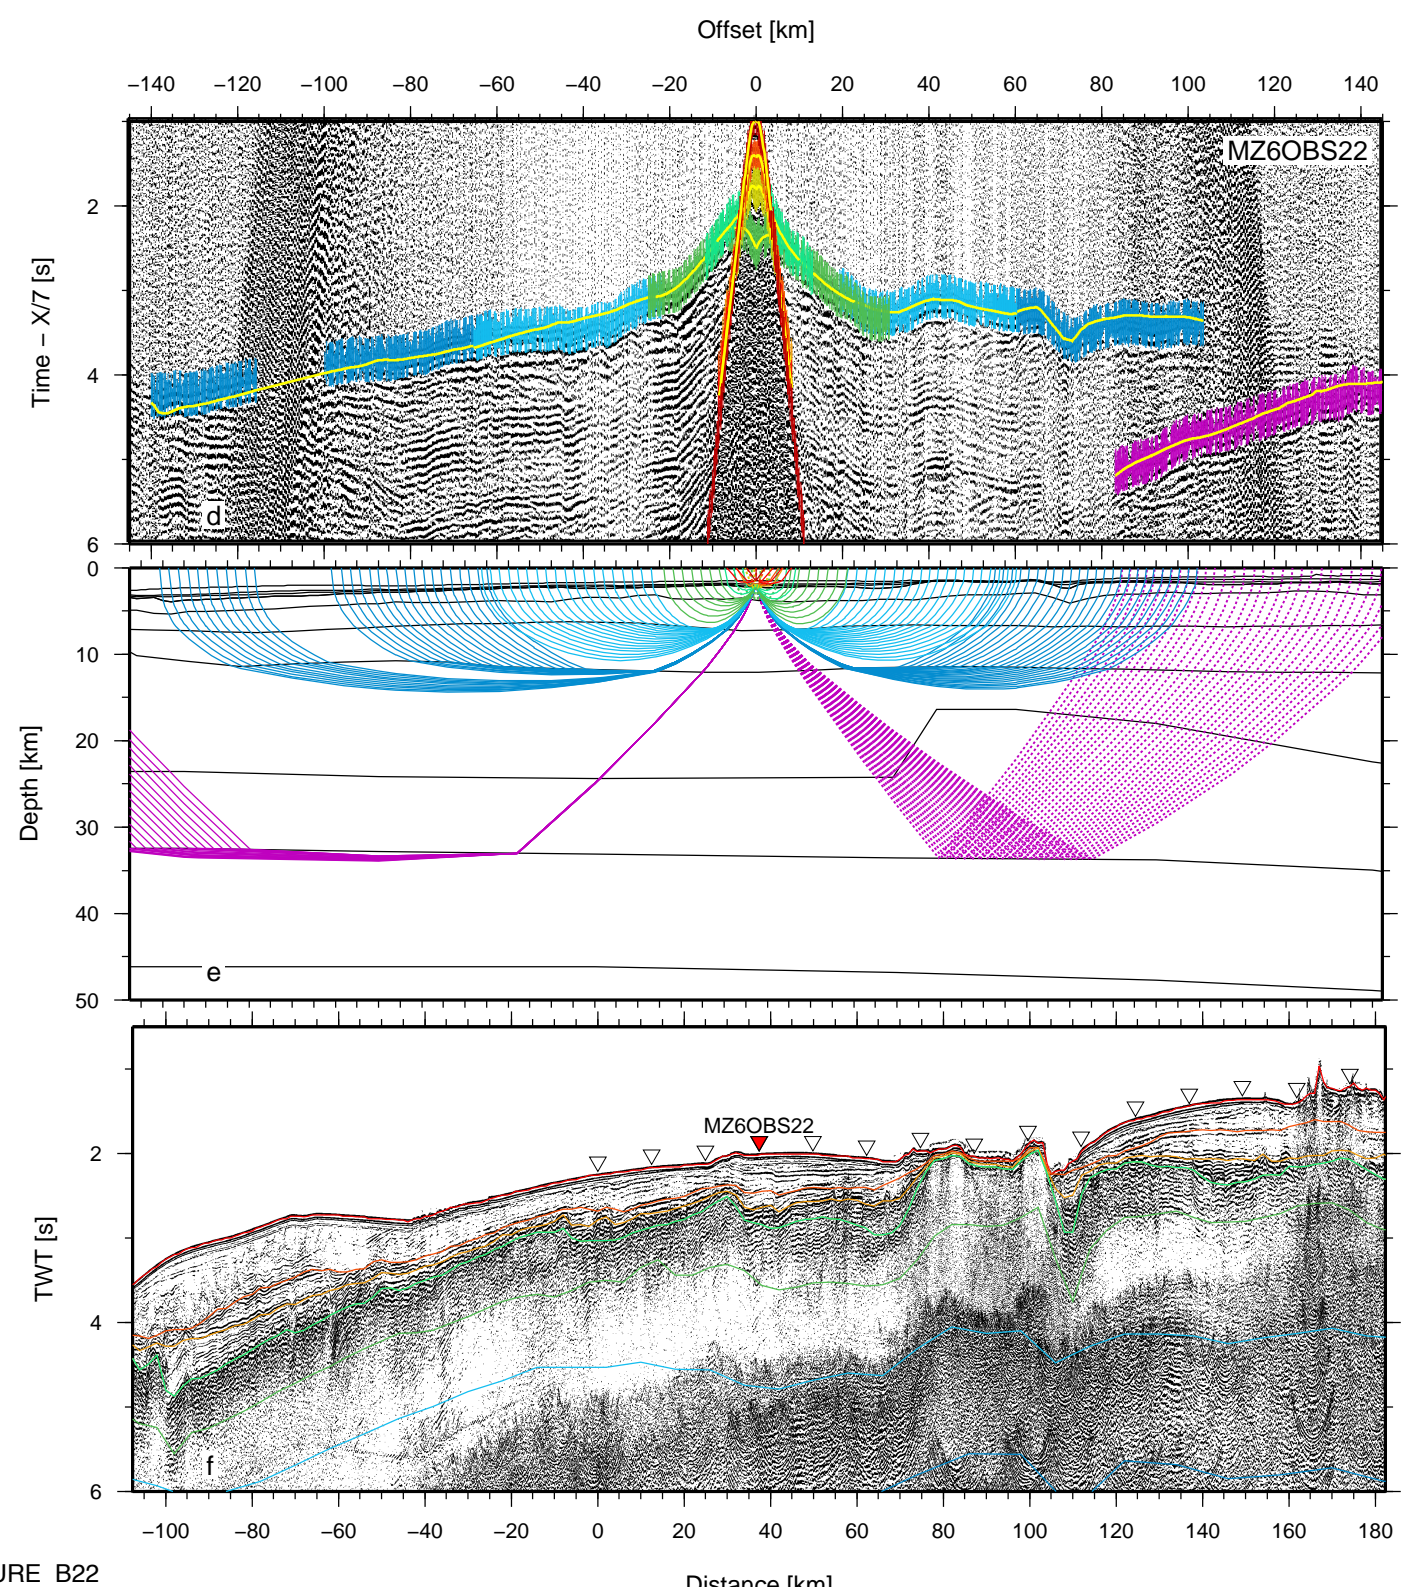 Offset [km]
−140 −120 −100 −80 −60 −40 −20 0 20 40 60 80 100 120 140
MZ6OBS22
2
4
6
Time − X/7 [s]
d
0
10
20
30
40
50
Depth [km]
e
MZ6OBS22
2
4
6
TWT [s]
f
−100 −80 −60 −40 −20 0 20 40 60 80 100 120 140 160 180
URE B22
Distance [km]